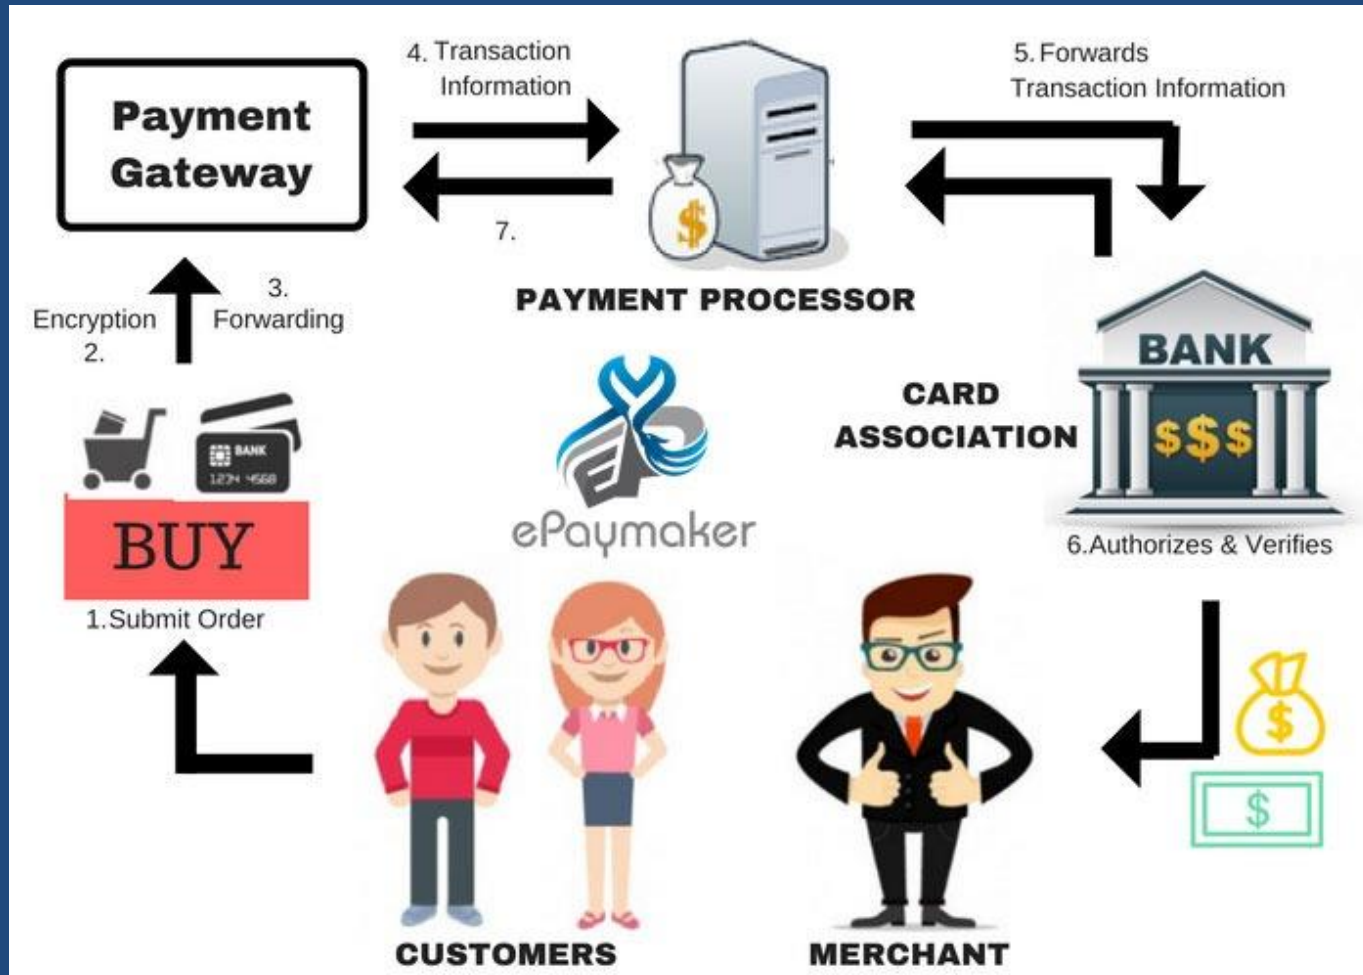 4. Transaction
Information
5. Forwards
Transaction Information
Payment
Gateway
$
7.
PAYMENT PROCESSOR
3.
Encryption
Forwarding
2.
BANK
1234 4568
BUY
1. Submit Order
ePaymaker
CARD
ASSOCIATION
BANK
$$$
6.Authorizes & Verifies
$
$
CUSTOMERS
MERCHANT